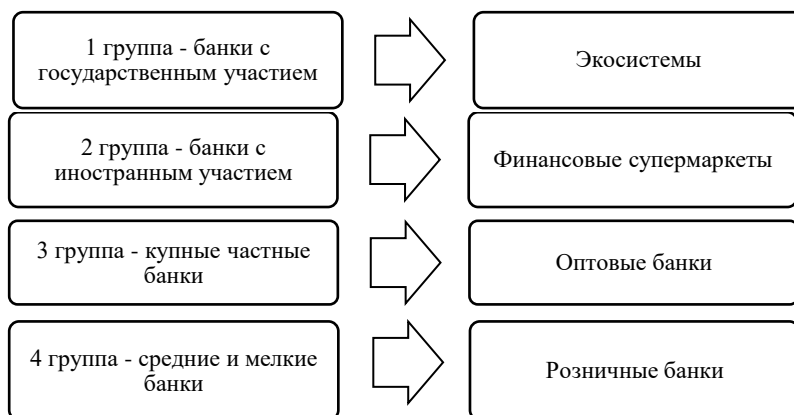 1 группа - банки с
государственным участием
Экосистемы
2 группа - банки с
иностранным участием
Финансовые супермаркеты
3 группа - купные частные
банки
Оптовые банки
4 группа - средние и мелкие
банки
Розничные банки